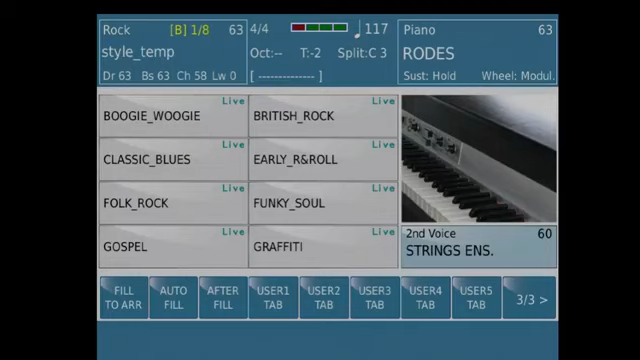 Rock [B] 1/8 63
style_temp
Dr 63 Bs 63 Ch 58 Lw 0
4/4 117
Oct:-- T:-2 Split:C 3
[ -------------- ]
Piano 63
RODES
Sust: Hold Wheel: Modul.
Live Live
BOOGIE_WOOGIE BRITISH_ROCK
Live Live
CLASSIC_BLUES EARLY_R&ROLL
Live Live
FOLK_ROCK FUNKY_SOUL
Live Live
GOSPEL GRAFFITI
2nd Voice 60
STRINGS ENS.
FILL TO ARR
AUTO FILL
AFTER FILL
USER1 TAB
USER2 TAB
USER3 TAB
USER4 TAB
USER5 TAB
3/3 >